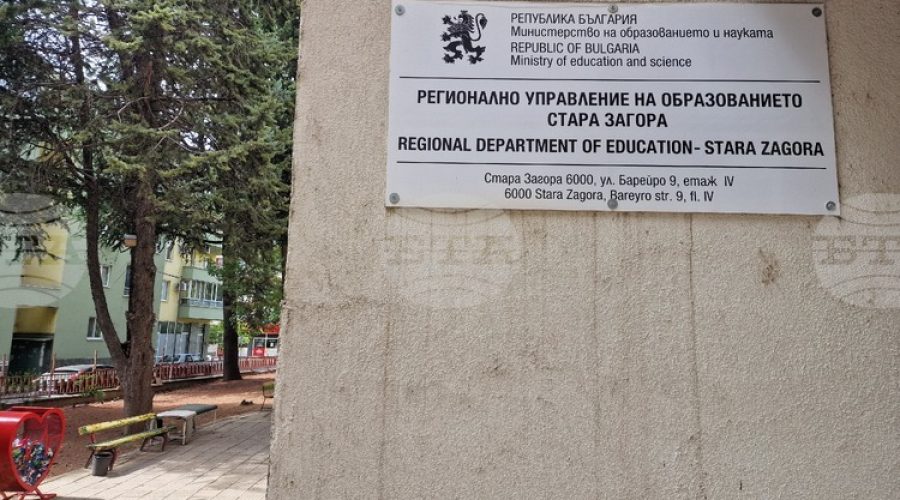 РЕПУБЛИКА БЪЛГАРИЯ
Министерство на образованието и науката
REPUBLIC OF BULGARIA
Ministry of education and science
РЕГИОНАЛНО УПРАВЛЕНИЕ НА ОБРАЗОВАНИЕТО
СТАРА ЗАГОРА
REGIONAL DEPARTMENT OF EDUCATION - STARA ZAGORA
Стара Загора 6000, ул. Барейро 9, етаж IV
6000 Stara Zagora, Bareyro str. 9, fl. IV
БТА
БТА